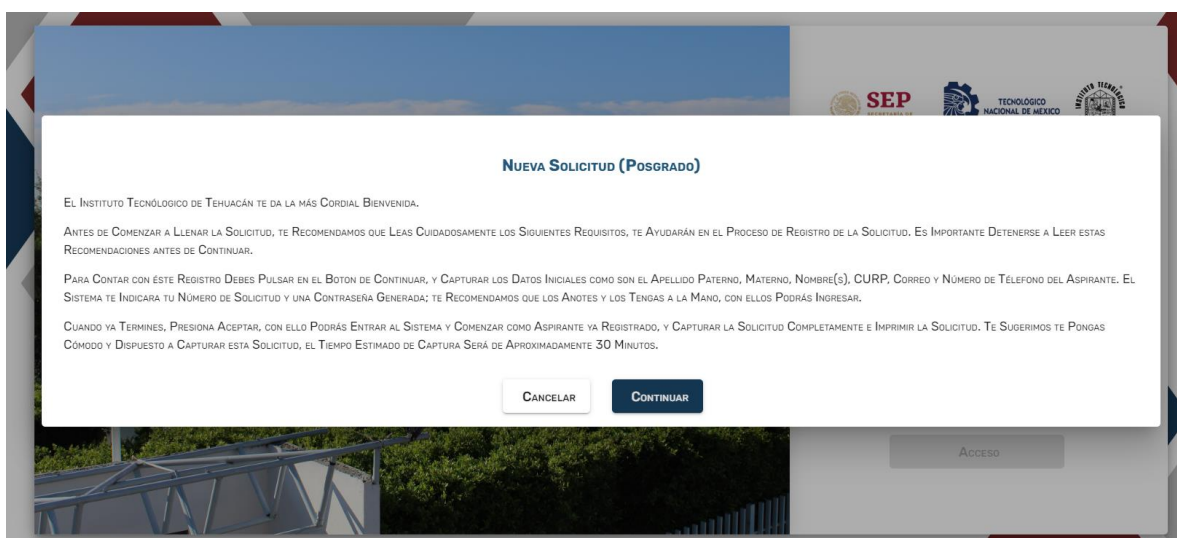 SEP
TECNOLÓGICO
NACIONAL DE MÉXICO
Nueva Solicitud (Posgrado)
El Instituto Tecnólogico de Tehuacán te da la más Cordial Bienvenida.
Antes de Comenzar a Llenar la Solicitud, te Recomendamos que Leas Cuidadosamente los Siguientes Requisitos, te Ayudarán en el Proceso de Registro de la Solicitud. Es Importante Detenerse a Leer estas
Recomendaciones antes de Continuar.
Para Contar con éste Registro Debes Pulsar en el Boton de Continuar, y Capturar los Datos Iniciales como son el Apellido Paterno, Materno, Nombre(s), CURP, Correo y Número de Télefono del Aspirante. El
Sistema te Indicara tu Número de Solicitud y una Contraseña Generada; te Recomendamos que los Anotes y los Tengas a la Mano, con ellos Podrás Ingresar.
Cuando ya Termines, Presiona Aceptar, con ello Podrás Entrar al Sistema y Comenzar como Aspirante ya Registrado, y Capturar la Solicitud Completamente e Imprimir la Solicitud. Te Sugerimos te Pongas
Cómodo y Dispuesto a Capturar esta Solicitud, el Tiempo Estimado de Captura Será de Aproximadamente 30 Minutos.
Cancelar
Continuar
Acceso